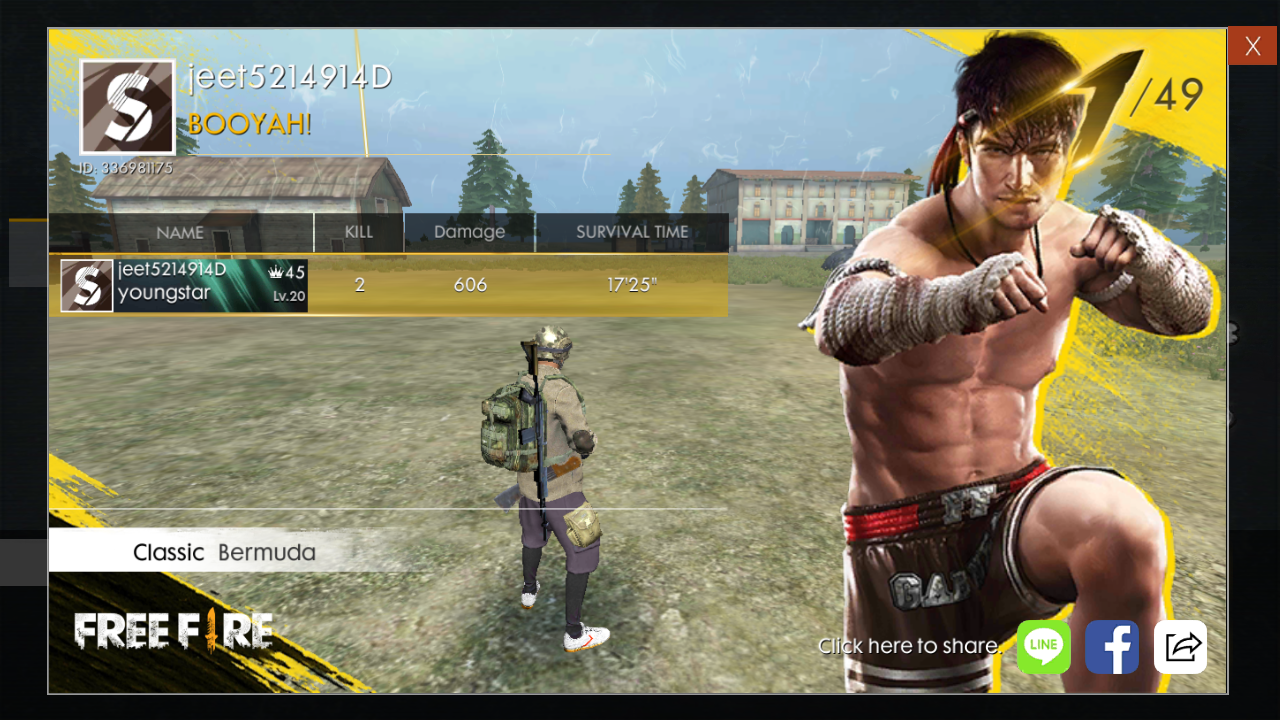 jeet5214914D
BOOYAH!
ID: 336981175
1/49
X
NAME KILL Damage SURVIVAL TIME
jeet5214914D 45
youngstar Lv.20
2 606 17'25"
Classic Bermuda
FREE FIRE
Click here to share.
LINE
f